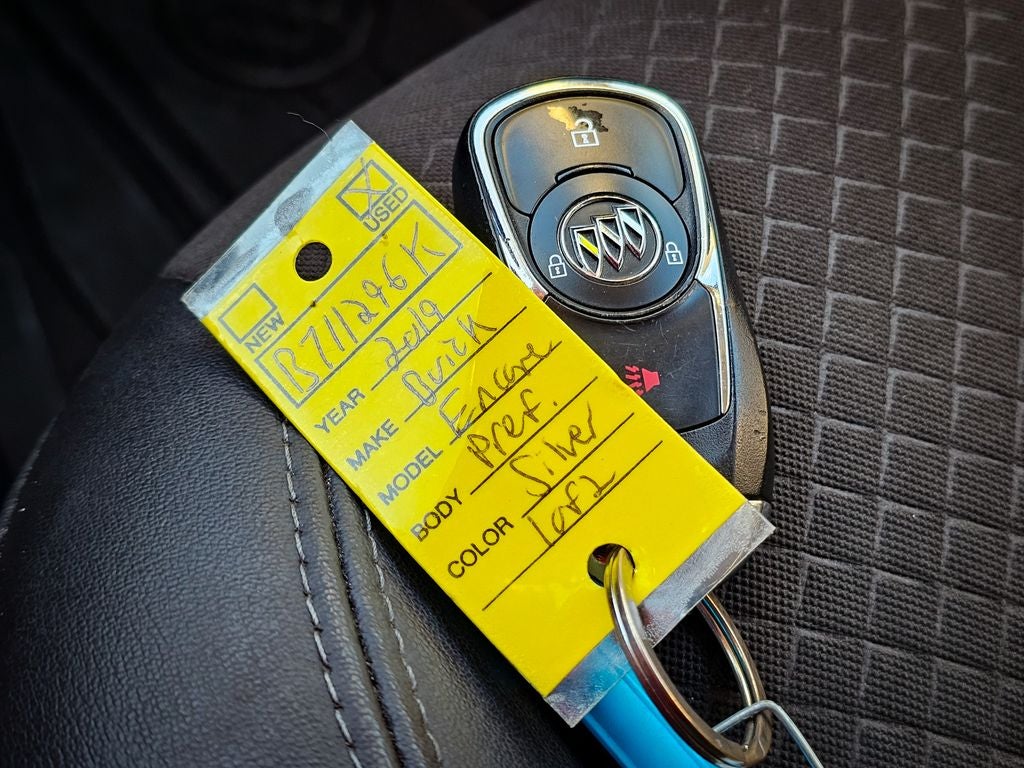 USED
NEW
B711296K
YEAR 2019
MAKE Buick
MODEL Encore
BODY Pref.
COLOR Silver
1 of 2